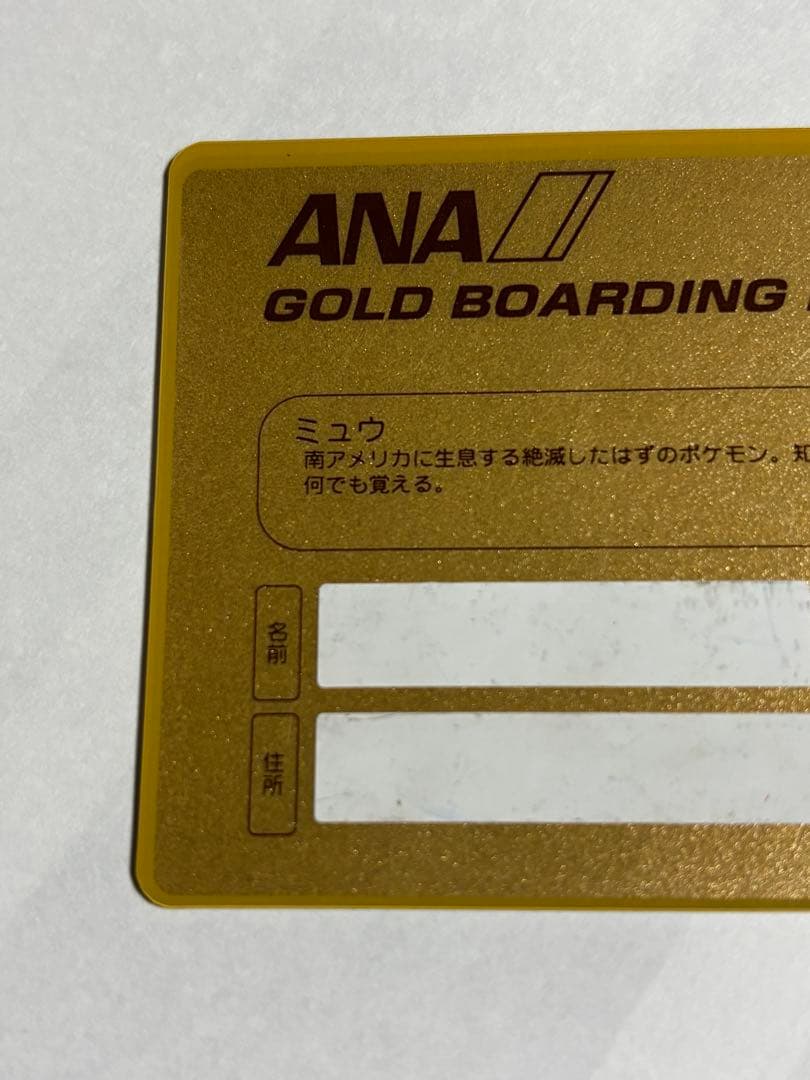 ANA
GOLD BOARDING
ミュウ
南アメリカに生息する絶滅したはずのポケモン。知
何でも覚える。
名前
住所